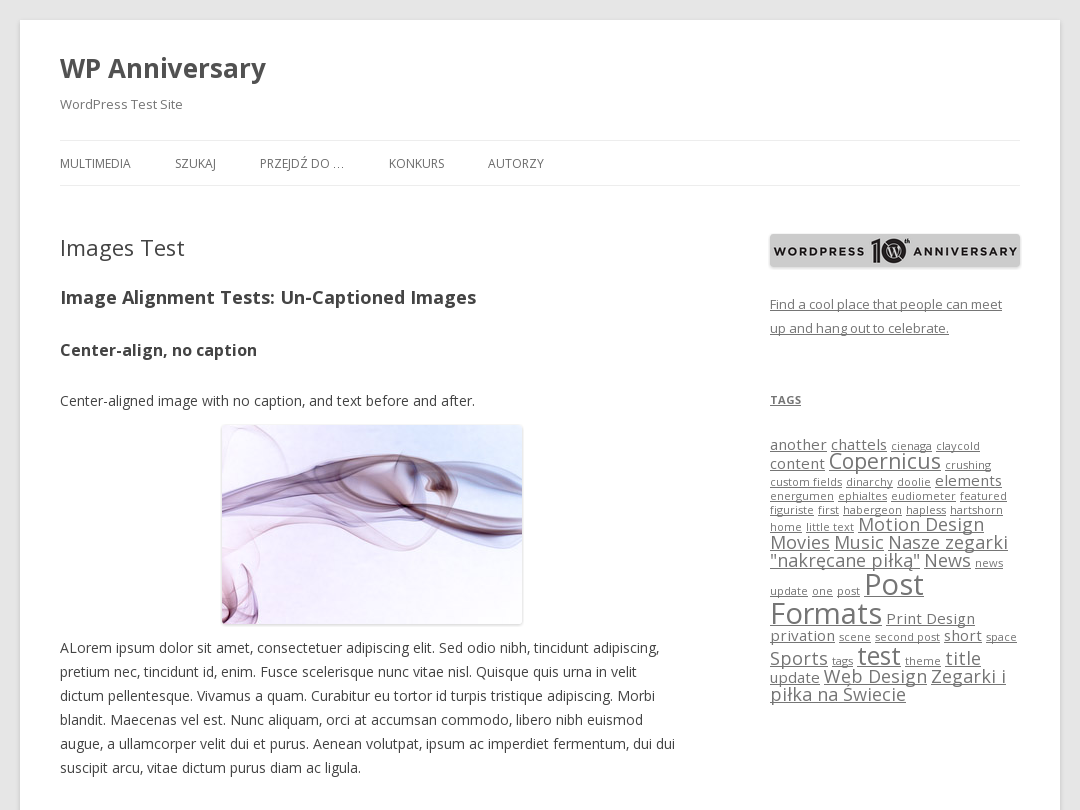 WP Anniversary
WordPress Test Site
MULTIMEDIA SZUKAJ PRZEJDŹ DO … KONKURS AUTORZY
Images Test
Image Alignment Tests: Un-Captioned Images
Center-align, no caption
Center-aligned image with no caption, and text before and after.
ALorem ipsum dolor sit amet, consectetuer adipiscing elit. Sed odio nibh, tincidunt adipiscing,
pretium nec, tincidunt id, enim. Fusce scelerisque nunc vitae nisl. Quisque quis urna in velit
dictum pellentesque. Vivamus a quam. Curabitur eu tortor id turpis tristique adipiscing. Morbi
blandit. Maecenas vel est. Nunc aliquam, orci at accumsan commodo, libero nibh euismod
augue, a ullamcorper velit dui et purus. Aenean volutpat, ipsum ac imperdiet fermentum, dui dui
suscipit arcu, vitae dictum purus diam ac ligula.
WORDPRESS 10th ANNIVERSARY
Find a cool place that people can meet
up and hang out to celebrate.
TAGS
another chattels cienaga claycold
content Copernicus crushing
custom fields dinarchy doolie elements
energumen ephialtes eudiometer featured
figuriste first habergeon hapless hartshorn
home little text Motion Design
Movies Music Nasze zegarki
"nakręcane piłką" News news
update one post Post
Formats Print Design
privation scene second post short space
Sports tags test theme title
update Web Design Zegarki i
piłka na Świecie